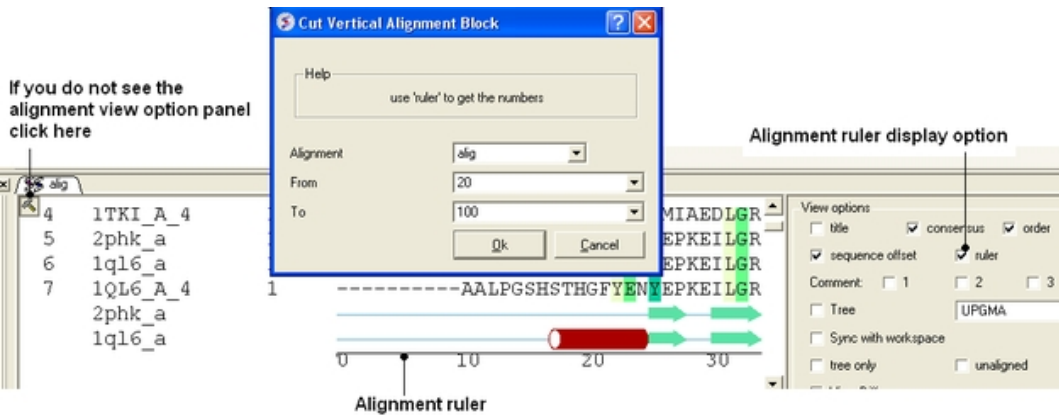 Cut Vertical Alignment Block
Help
use 'ruler' to get the numbers
Alignment
alig
From
20
To
100
Ok
Cancel
If you do not see the
alignment view option panel
click here
Alignment ruler display option
alig
4 1TKI_A_4 1 MIAEDLGR
5 2phk_a EPKEILGR
6 1ql6_a EPKEILGR
7 1QL6_A_4 1 ----------AALPGSHSTHGFYENYEPKEILGR
2phk_a
1ql6_a
0 10 20 30
Alignment ruler
View options
title consensus order
sequence offset ruler
Comment: 1 2 3
Tree UPGMA
Sync with workspace
tree only unaligned